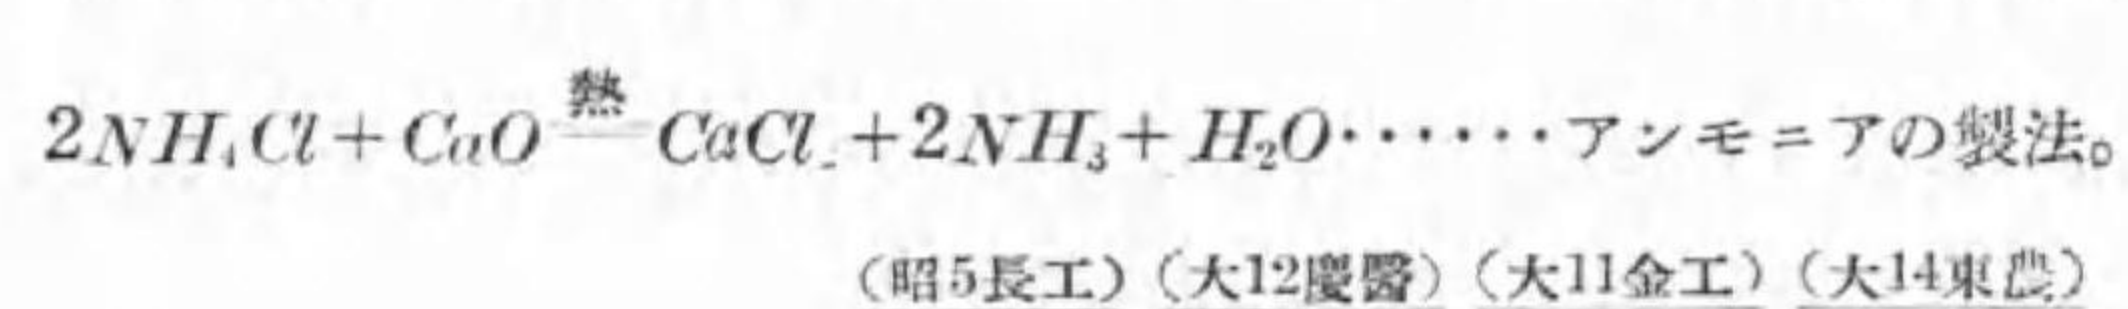 2NH₄Cl+CaO 熱= CaCl₂+2NH₃+H₂O······アンモニアの製法。
(昭5長工)(大12慶醫)(大11金工)(大14東農)